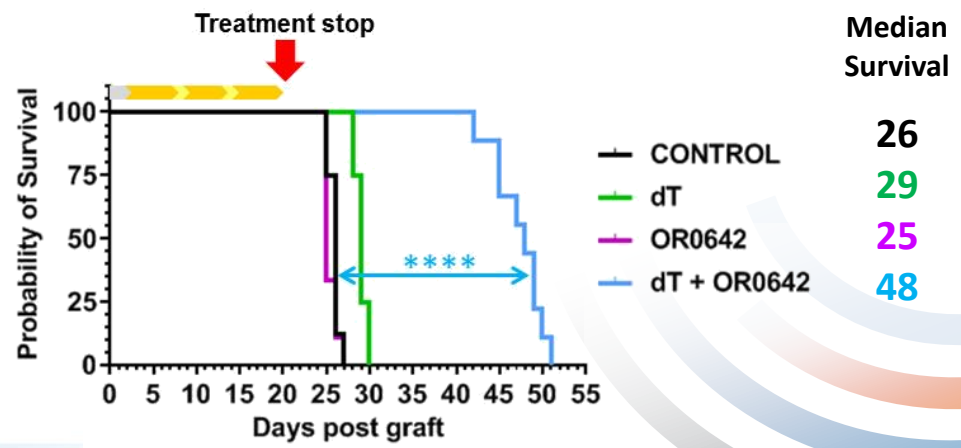 Treatment stop
Median
Survival
Probability of Survival
100
75
50
25
0
0 5 10 15 20 25 30 35 40 45 50 55
Days post graft
****
CONTROL
dT
OR0642
dT + OR0642
26
29
25
48